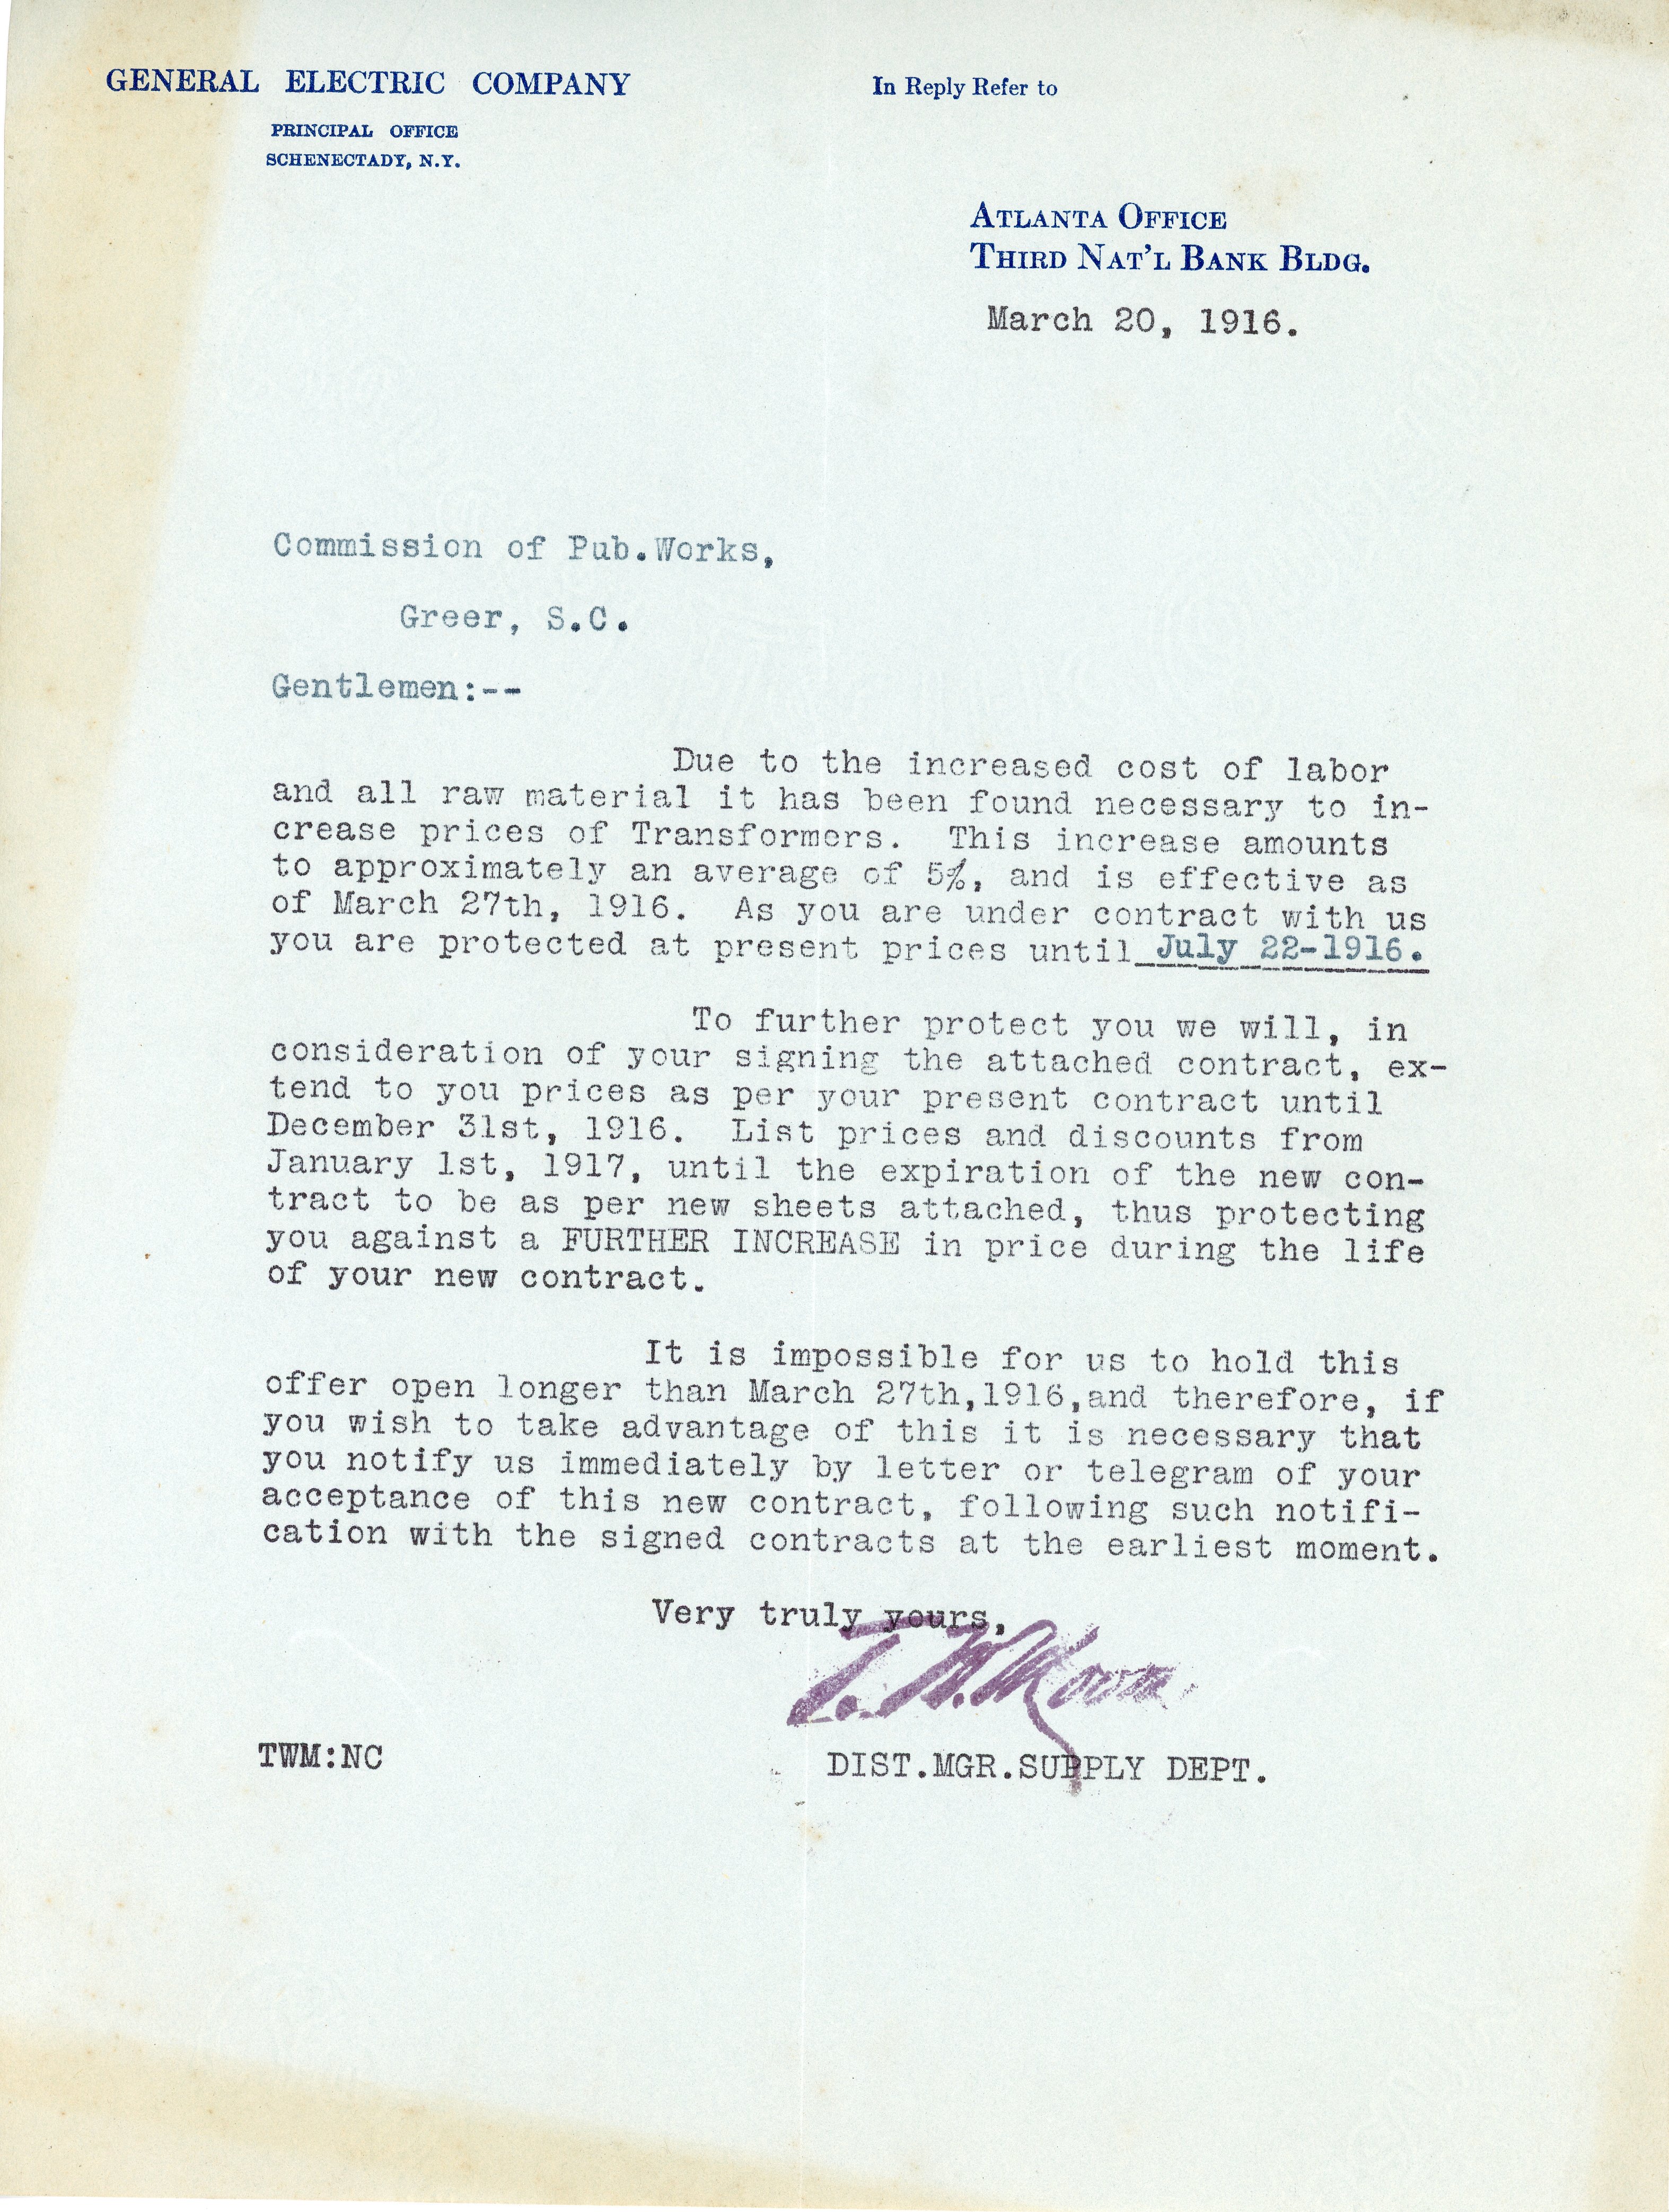 GENERAL ELECTRIC COMPANY
PRINCIPAL OFFICE
SCHENECTADY, N.Y.
In Reply Refer to
ATLANTA OFFICE
THIRD NAT'L BANK BLDG.
March 20, 1916.
Commission of Pub.Works,
Greer, S.C.
Gentlemen:--
Due to the increased cost of labor
and all raw material it has been found necessary to in-
crease prices of Transformers. This increase amounts
to approximately an average of 5%, and is effective as
of March 27th, 1916. As you are under contract with us
you are protected at present prices until July 22-1916.
To further protect you we will, in
consideration of your signing the attached contract, ex-
tend to you prices as per your present contract until
December 31st, 1916. List prices and discounts from
January 1st, 1917, until the expiration of the new con-
tract to be as per new sheets attached, thus protecting
you against a FURTHER INCREASE in price during the life
of your new contract.
It is impossible for us to hold this
offer open longer than March 27th,1916,and therefore, if
you wish to take advantage of this it is necessary that
you notify us immediately by letter or telegram of your
acceptance of this new contract, following such notifi-
cation with the signed contracts at the earliest moment.
Very truly yours,
T. W.
TWM:NC
DIST.MGR.SUPPLY DEPT.